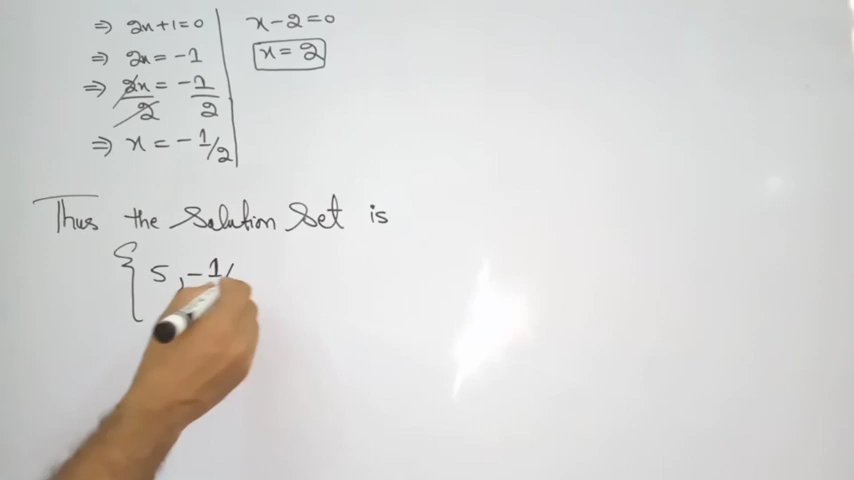 ⇒ 2x+1=0
⇒ 2x = -1
⇒ 2x/2 = -1/2
⇒ x = -1/2
x-2=0
x = 2
Thus the Solution Set is
{ 5, -1/